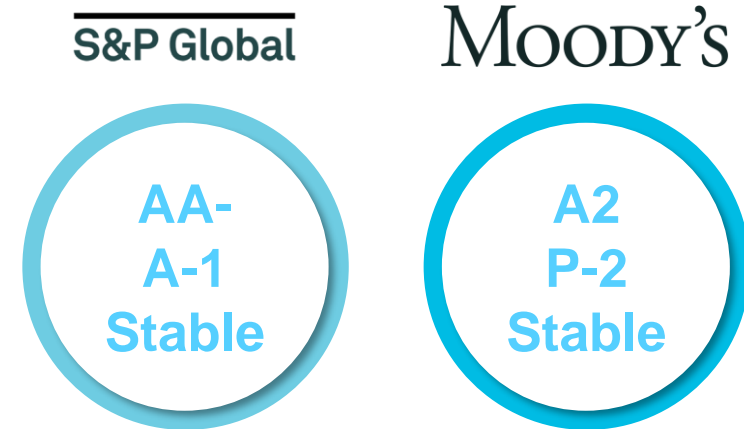 S&P Global
MOODY'S
AA-
A-1
Stable
A2
P-2
Stable